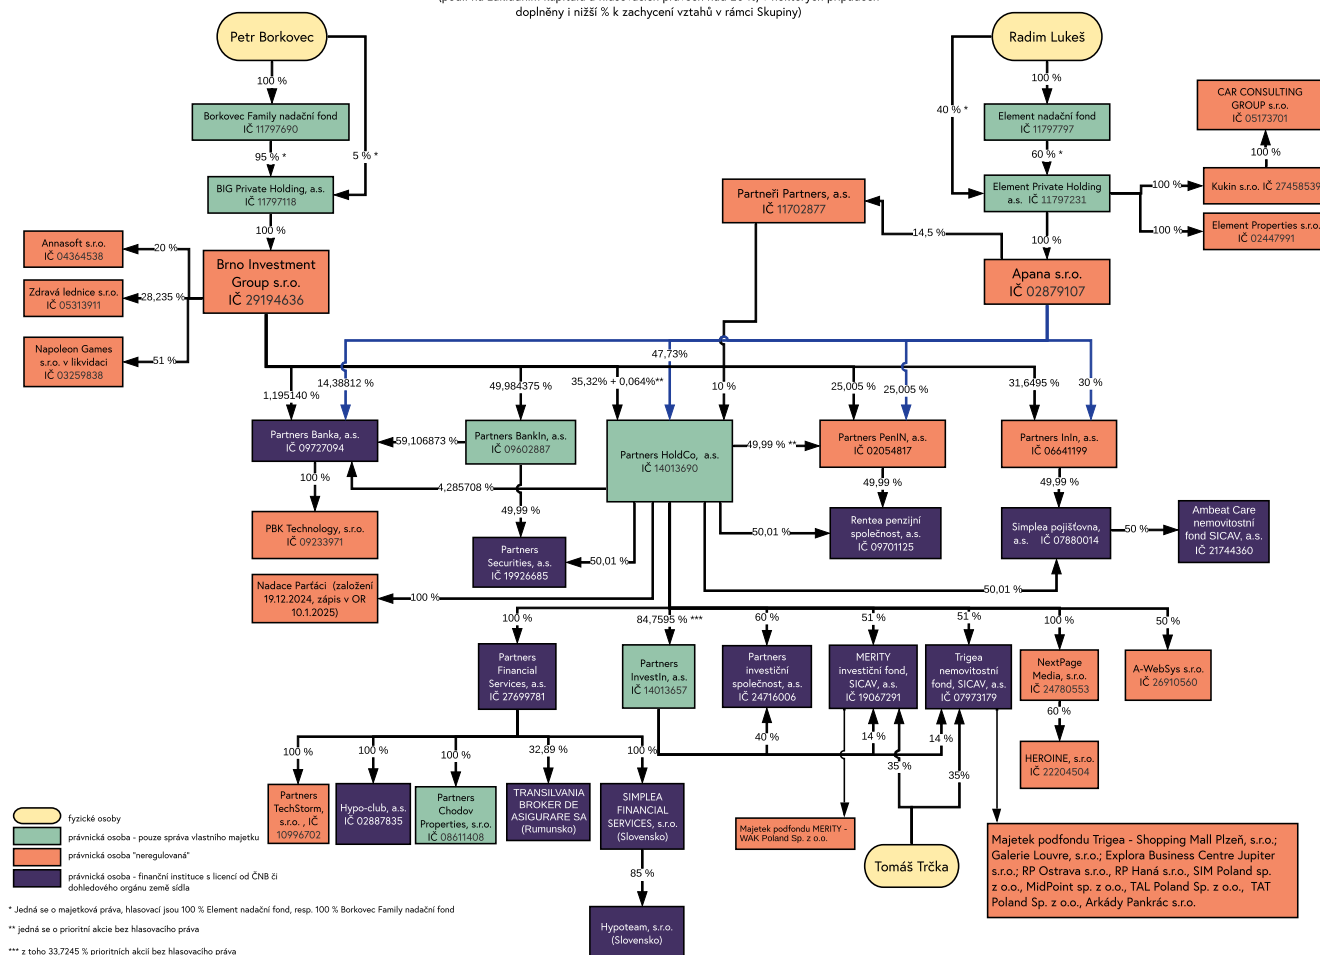 doplněny i nižší % k zachycení vztahů v rámci Skupiny)
Petr Borkovec
Radim Lukeš
100 %
100 %
5 % *
40 % *
Borkovec Family nadační fond
IČ 11797690
Element nadační fond
IČ 11797797
CAR CONSULTING
GROUP s.r.o.
IČ 05173701
95 % *
60 % *
100 %
BIG Private Holding, a.s.
IČ 11797118
Partneři Partners, a.s.
IČ 11702877
Element Private Holding
a.s. IČ 11797231
100 %
Kukin s.r.o. IČ 27458539
100 %
Element Properties s.r.o.
IČ 02447991
100 %
14,5 %
100 %
Annasoft s.r.o.
IČ 04364538
20 %
Brno Investment
Group s.r.o.
IČ 29194636
Apana s.r.o.
IČ 02879107
Zdravá lednice s.r.o.
IČ 05313911
28,235 %
Napoleon Games
s.r.o. v likvidaci
IČ 03259838
51 %
1,195140 %
14,38812 %
49,984375%
35,32% + 0,064%**
47,73%
10 %
25,005 %
25,005 %
31,6495 %
30 %
Partners Banka, a.s.
IČ 09727094
59,106873 %
Partners BankIn, a.s.
IČ 09602887
Partners HoldCo, a.s.
IČ 14013690
49,99 % **
Partners PenIN, a.s.
IČ 02054817
Partners InIn, a.s.
IČ 06641199
100 %
4,285708 %
49,99 %
49,99 %
49,99 %
PBK Technology, s.r.o.
IČ 09233971
Partners
Securities, a.s.
IČ 19926685
50,01 %
50,01 %
Rentea penzijní
společnost, a.s.
IČ 09701125
Simplea pojišťovna,
a.s. IČ 07880014
50 %
Ambeat Care
nemovitostní
fond SICAV, a.s.
IČ 21744360
Nadace Parťáci (založení
19.12.2024, zápis v OR
10.1.2025)
100 %
50,01 %
100 %
84,7595 % ***
60 %
51 %
51 %
100 %
50 %
Partners
Financial
Services, a.s.
IČ 27699781
Partners
InvestIn, a.s.
IČ 14013657
Partners
investiční
společnost, a.s.
IČ 24716006
MERITY
investiční fond,
SICAV, a.s.
IČ 19067291
Trigea
nemovitostní
fond, SICAV, a.s.
IČ 07973179
NextPage
Media, s.r.o.
IČ 24780553
A-WebSys s.r.o.
IČ 26910560
60 %
HEROINE, s.r.o.
IČ 22204504
40 %
14 %
14 %
35 %
35%
100 %
100 %
100 %
32,89 %
100%
Partners
TechStorm,
s.r.o. , IČ
10996702
Hypo-club, a.s.
IČ 02887835
Partners
Chodov
Properties, s.r.o.
IČ 08611408
TRANSILVANIA
BROKER DE
ASIGURARE SA
(Rumunsko)
SIMPLEA
FINANCIAL
SERVICES, s.r.o.
(Slovensko)
85 %
Hypoteam, s.r.o.
(Slovensko)
Majetek podfondu MERITY -
WAK Poland Sp. z o.o.
Tomáš Trčka
Majetek podfondu Trigea - Shopping Mall Plzeň, s.r.o.;
Galerie Louvre, s.r.o.; Explora Business Centre Jupiter
s.r.o.; RP Ostrava s.r.o., RP Haná s.r.o., SIM Poland sp.
z o.o., MidPoint sp. z o.o., TAL Poland Sp. z o.o., TAT
Poland Sp. z o.o., Arkády Pankrác s.r.o.
fyzické osoby
právnická osoba - pouze správa vlastního majetku
právnická osoba "neregulovaná"
právnická osoba - finanční instituce s licencí od ČNB či
dohledového orgánu země sídla
* Jedná se o majetková práva, hlasovací jsou 100 % Element nadační fond, resp. 100 % Borkovec Family nadační fond
** jedná se o prioritní akcie bez hlasovacího práva
*** z toho 33,7245 % prioritních akcií bez hlasovacího práva